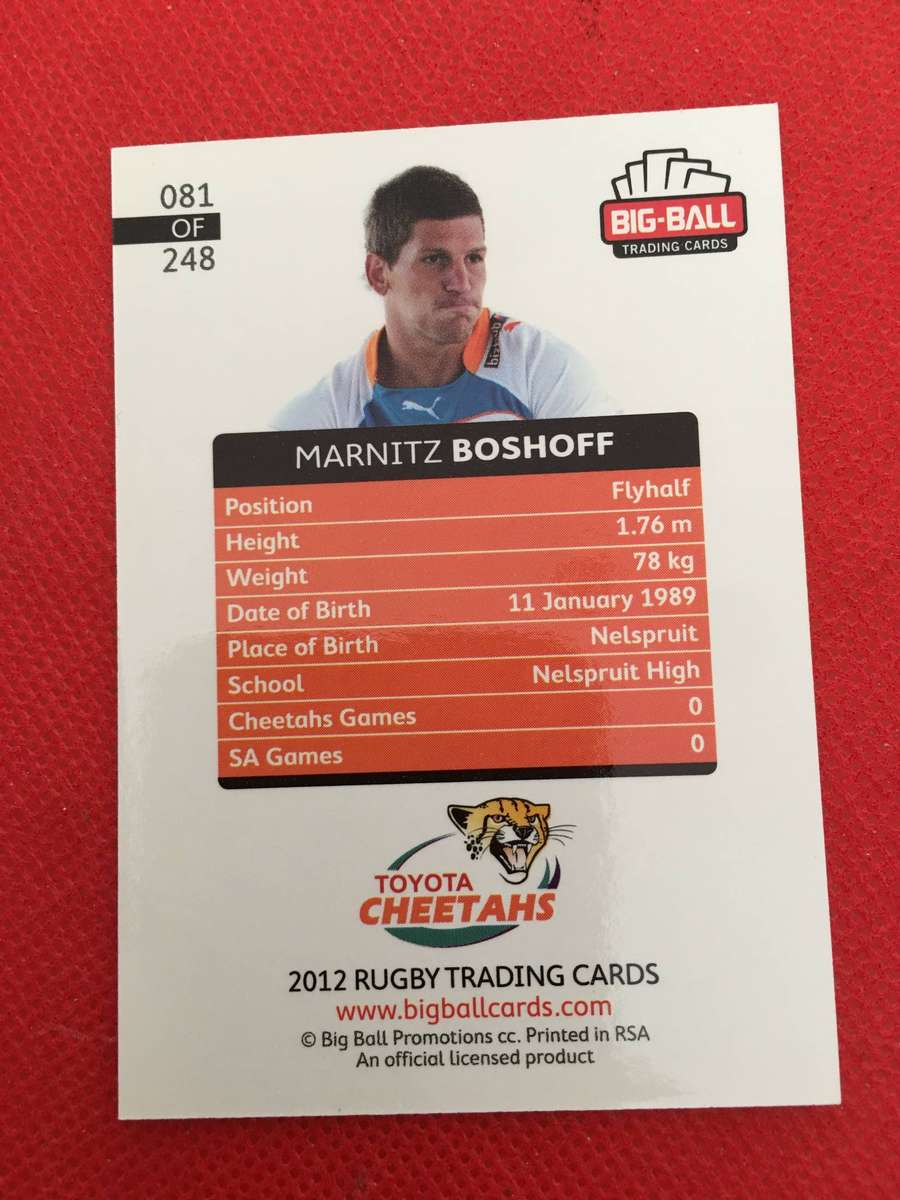 081
OF
248
BIG-BALL
TRADING CARDS
MARNITZ BOSHOFF
Position Flyhalf
Height 1.76 m
Weight 78 kg
Date of Birth 11 January 1989
Place of Birth Nelspruit
School Nelspruit High
Cheetahs Games 0
SA Games 0
TOYOTA
CHEETAHS
2012 RUGBY TRADING CARDS
www.bigballcards.com
© Big Ball Promotions cc. Printed in RSA
An official licensed product